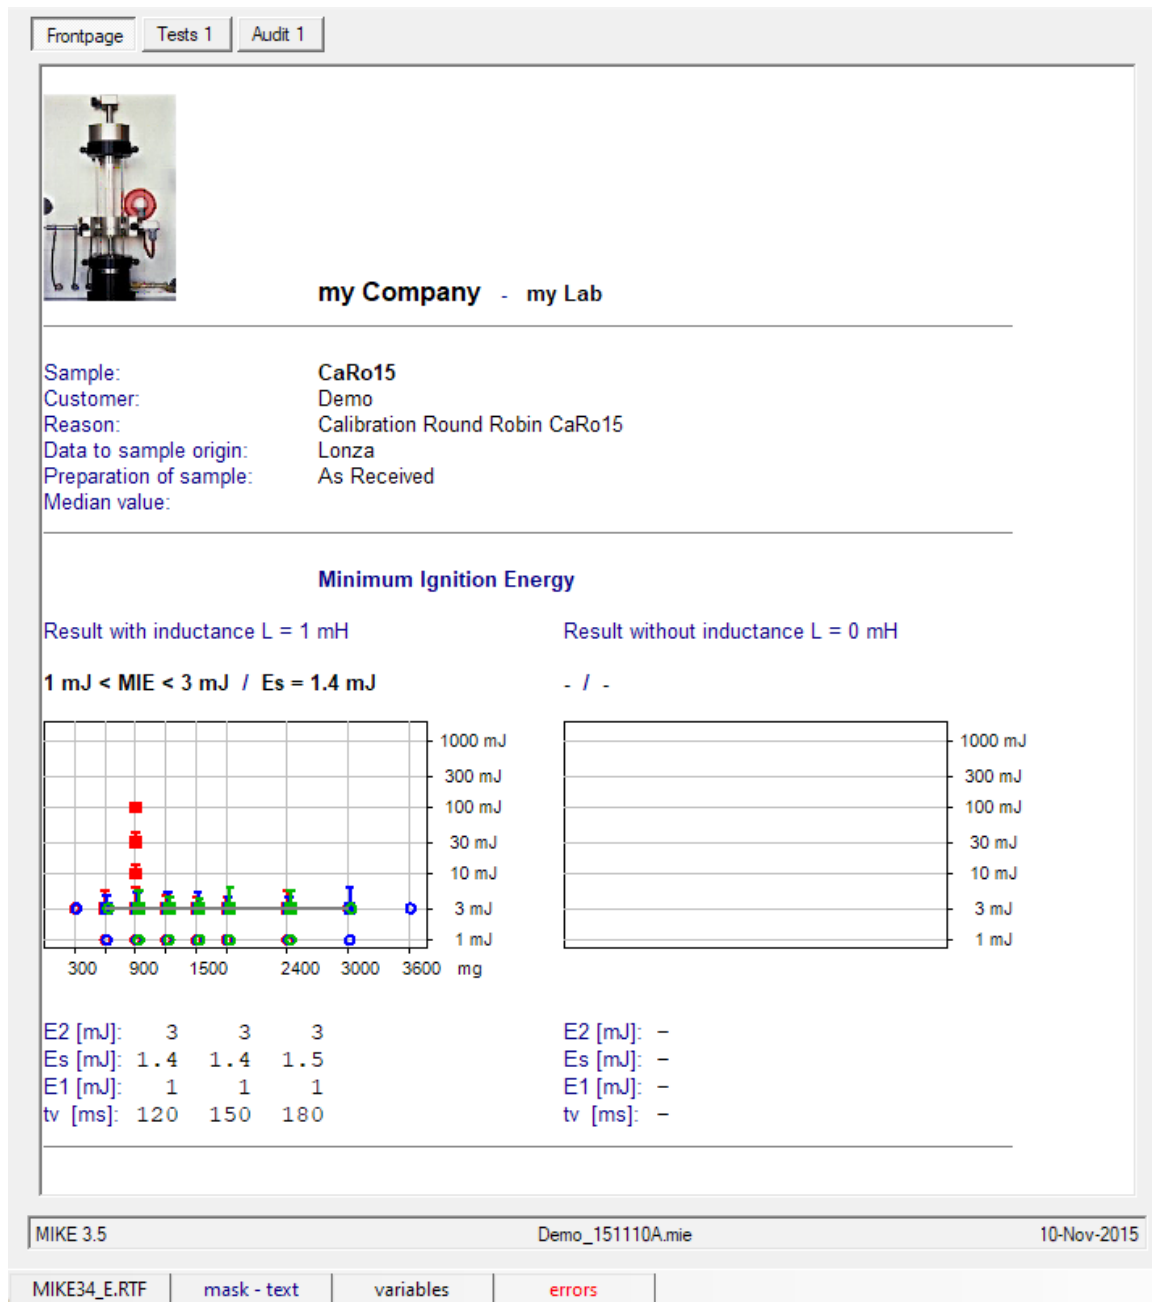 Frontpage Tests 1 Audit 1
my Company - my Lab
Sample: CaRo15
Customer: Demo
Reason: Calibration Round Robin CaRo15
Data to sample origin: Lonza
Preparation of sample: As Received
Median value:
Minimum Ignition Energy
Result with inductance L = 1 mH Result without inductance L = 0 mH
1 mJ < MIE < 3 mJ / Es = 1.4 mJ - / -
1000 mJ 1000 mJ
300 mJ 300 mJ
100 mJ 100 mJ
30 mJ 30 mJ
10 mJ 10 mJ
3 mJ 3 mJ
1 mJ 1 mJ
300 900 1500 2400 3000 3600 mg
E2 [mJ]: 3 3 3 E2 [mJ]: –
Es [mJ]: 1.4 1.4 1.5 Es [mJ]: –
E1 [mJ]: 1 1 1 E1 [mJ]: –
tv [ms]: 120 150 180 tv [ms]: –
MIKE 3.5 Demo_151110A.mie 10-Nov-2015
MIKE34_E.RTF mask - text variables errors